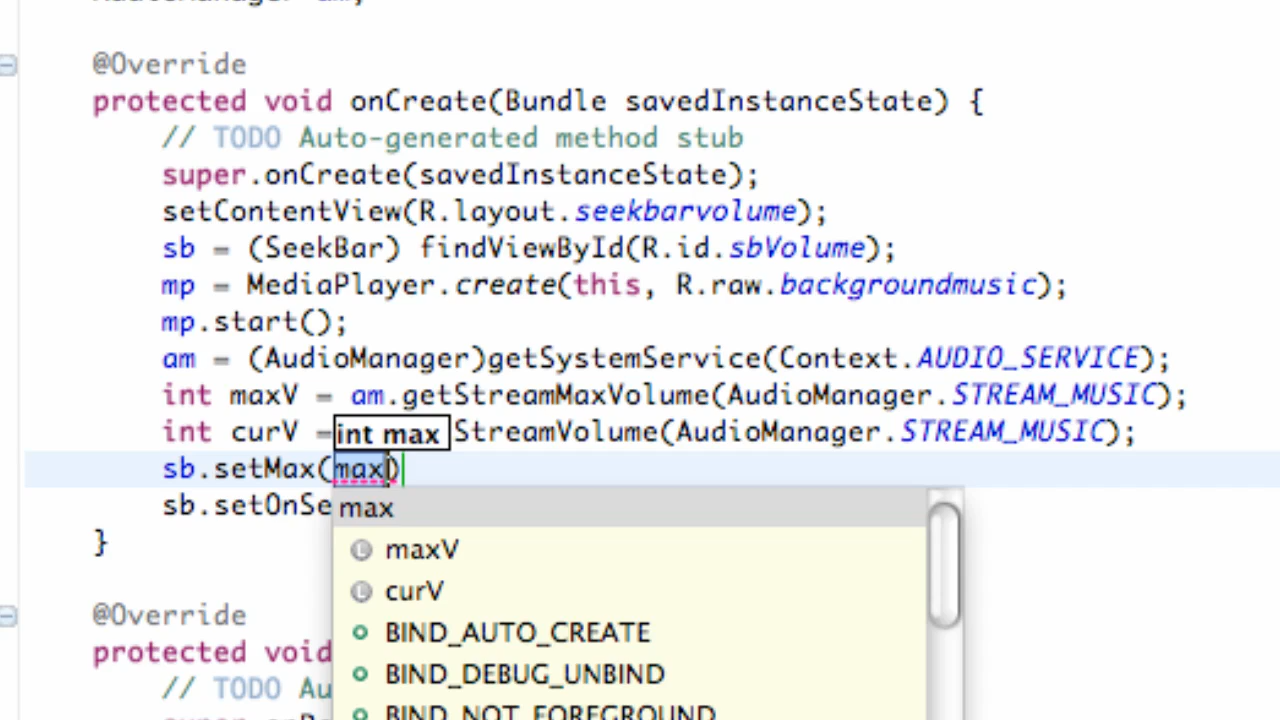 @Override
protected void onCreate(Bundle savedInstanceState) {
// TODO Auto-generated method stub
super.onCreate(savedInstanceState);
setContentView(R.layout.seekbarvolume);
sb = (SeekBar) findViewById(R.id.sbVolume);
mp = MediaPlayer.create(this, R.raw.backgroundmusic);
mp.start();
am = (AudioManager)getSystemService(Context.AUDIO_SERVICE);
int maxV = am.getStreamMaxVolume(AudioManager.STREAM_MUSIC);
int curV = int max StreamVolume(AudioManager.STREAM_MUSIC);
sb.setMax(max)
sb.setOnSe
max
}
maxV
curV
@Override
BIND_AUTO_CREATE
protected void
BIND_DEBUG_UNBIND
// TODO Au
BIND_NOT_FOREGROUND